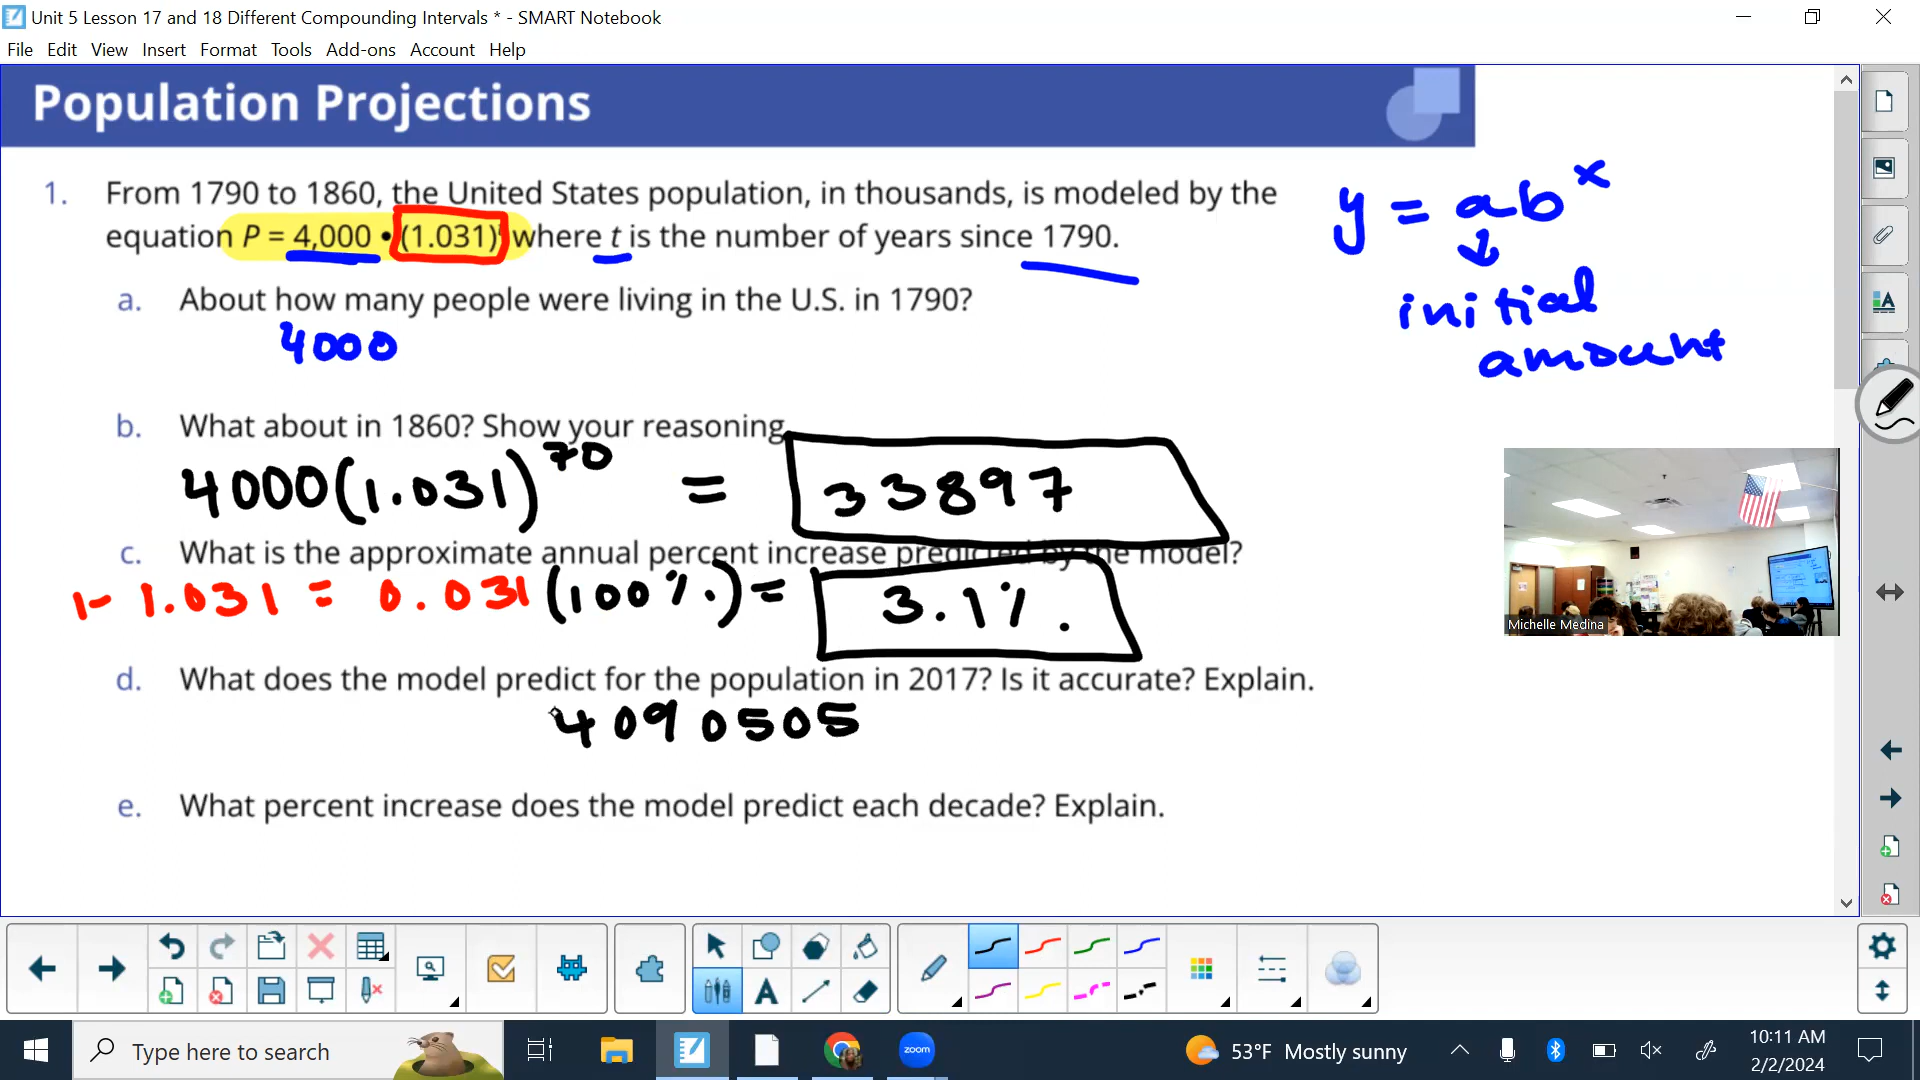 Unit 5 Lesson 17 and 18 Different Compounding Intervals * - SMART Notebook
File Edit View Insert Format Tools Add-ons Account Help
Population Projections
1. From 1790 to 1860, the United States population, in thousands, is modeled by the
equation P = 4,000 • (1.031)ᵗ where t is the number of years since 1790.
y = abˣ
↓
initial
amount
a. About how many people were living in the U.S. in 1790?
4000
b. What about in 1860? Show your reasoning
4000(1.031)⁷⁰ = 33897
c. What is the approximate annual percent increase predicted by the model?
1- 1.031 = 0.031 (100%) = 3.1%
d. What does the model predict for the population in 2017? Is it accurate? Explain.
4090505
e. What percent increase does the model predict each decade? Explain.
Michelle Medina
Type here to search
zoom
53°F Mostly sunny
10:11 AM
2/2/2024